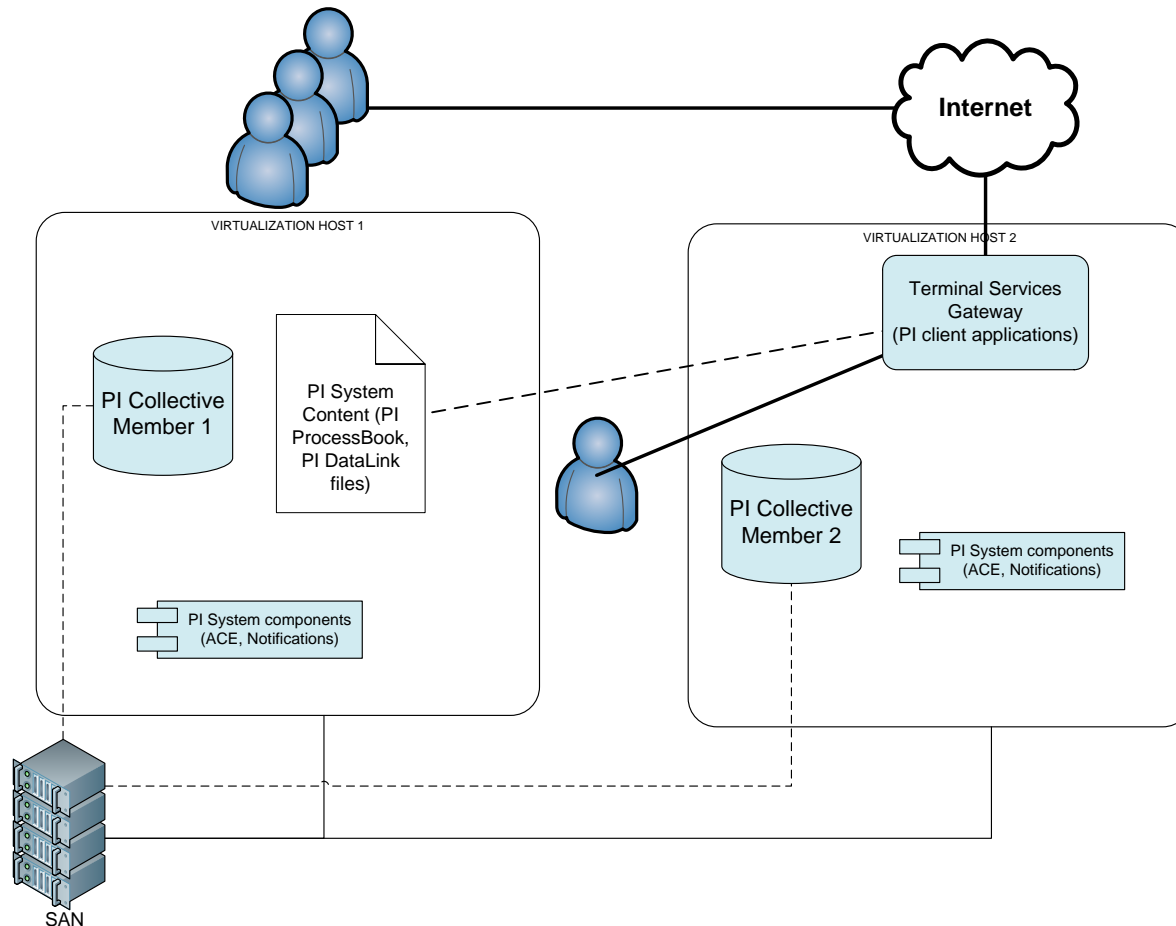 Internet
VIRTUALIZATION HOST 1
VIRTUALIZATION HOST 2
Terminal Services
Gateway
(PI client applications)
PI Collective
Member 1
PI System
Content (PI
ProcessBook,
PI DataLink
files)
PI Collective
Member 2
PI System components
(ACE, Notifications)
PI System components
(ACE, Notifications)
SAN